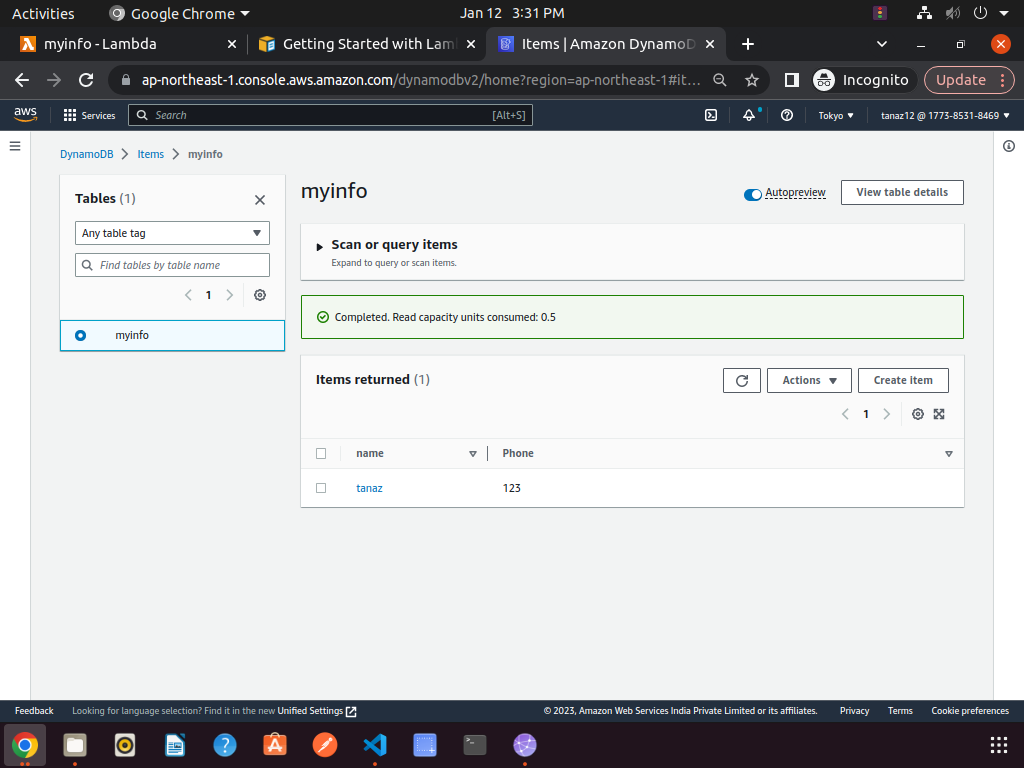 Activities
Google Chrome
Jan 12 3:31 PM
myinfo - Lambda
Getting Started with Lam
Items | Amazon DynamoD
ap-northeast-1.console.aws.amazon.com/dynamodbv2/home?region=ap-northeast-1#it...
Incognito
Update
aws
Services
Search
[Alt+S]
Tokyo
tanaz12 @ 1773-8531-8469
DynamoDB
Items
myinfo
Tables (1)
Any table tag
Find tables by table name
1
myinfo
myinfo
Autopreview
View table details
Scan or query items
Expand to query or scan items.
Completed. Read capacity units consumed: 0.5
Items returned (1)
Actions
Create item
1
name
Phone
tanaz
123
Feedback
Looking for language selection? Find it in the new Unified Settings
© 2023, Amazon Web Services India Private Limited or its affiliates.
Privacy
Terms
Cookie preferences